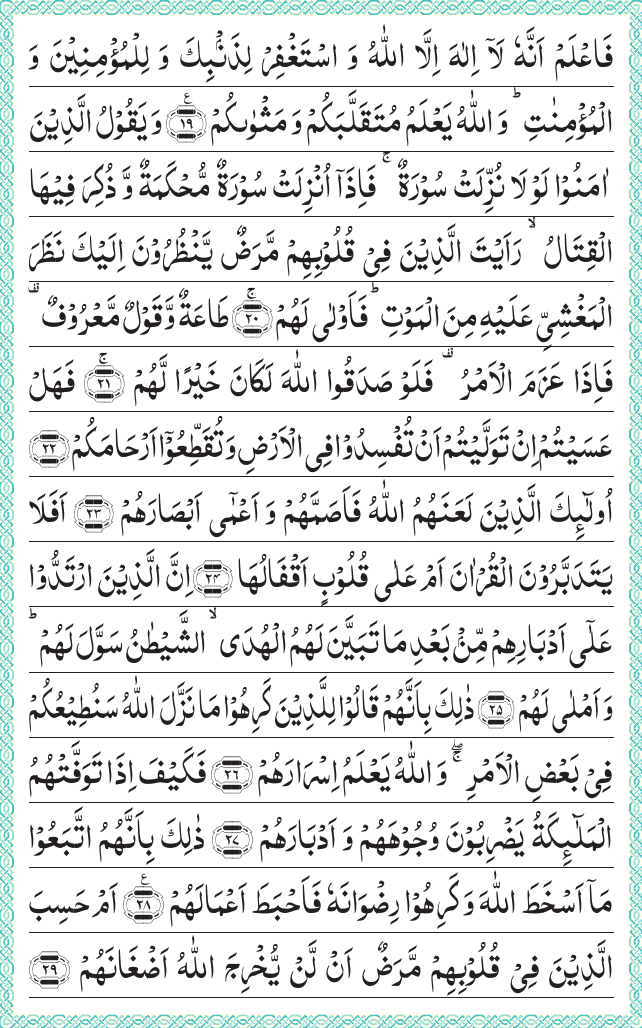 فَاعۡلَمۡ اَنَّهٗ لَاۤ اِلٰهَ اِلَّا اللّٰهُ وَ اسۡتَغۡفِرۡ لِذَنۡۢبِكَ وَ لِلۡمُؤۡمِنِيۡنَ وَ
الۡمُؤۡمِنٰتِ ؕ وَ اللّٰهُ يَعۡلَمُ مُتَقَلَّبَكُمۡ وَ مَثۡوٰٮكُمۡ ﴿۱۹﴾ ع وَ يَقُوۡلُ الَّذِيۡنَ
اٰمَنُوۡا لَوۡ لَا نُزِّلَتۡ سُوۡرَةٌ ۚ فَاِذَاۤ اُنۡزِلَتۡ سُوۡرَةٌ مُّحۡكَمَةٌ وَّ ذُكِرَ فِيۡهَا
الۡقِتَالُ ۙ رَاَيۡتَ الَّذِيۡنَ فِىۡ قُلُوۡبِهِمۡ مَّرَضٌ يَّنۡظُرُوۡنَ اِلَيۡكَ نَظَرَ
الۡمَغۡشِىِّ عَلَيۡهِ مِنَ الۡمَوۡتِ ؕ فَاَوۡلٰى لَهُمۡ ۚ ﴿۲۰﴾ طَاعَةٌ وَّ قَوۡلٌ مَّعۡرُوۡفٌ ۟
فَاِذَا عَزَمَ الۡاَمۡرُ ۟ فَلَوۡ صَدَقُوا اللّٰهَ لَكَانَ خَيۡرًا لَّهُمۡ ۚ ﴿۲۱﴾ فَهَلۡ
عَسَيۡتُمۡ اِنۡ تَوَلَّيۡتُمۡ اَنۡ تُفۡسِدُوۡا فِى الۡاَرۡضِ وَ تُقَطِّعُوۡۤا اَرۡحَامَكُمۡ ﴿۲۲﴾
اُولٰٓٮِٕكَ الَّذِيۡنَ لَعَنَهُمُ اللّٰهُ فَاَصَمَّهُمۡ وَ اَعۡمٰٓى اَبۡصَارَهُمۡ ﴿۲۳﴾ اَفَلَا
يَتَدَبَّرُوۡنَ الۡقُرۡاٰنَ اَمۡ عَلٰى قُلُوۡبٍ اَقۡفَالُهَا ﴿۲۴﴾ اِنَّ الَّذِيۡنَ ارۡتَدُّوۡا
عَلٰٓى اَدۡبَارِهِمۡ مِّنۡۢ بَعۡدِ مَا تَبَيَّنَ لَهُمُ الۡهُدَى ۙ الشَّيۡطٰنُ سَوَّلَ لَهُمۡ ؕ
وَ اَمۡلٰى لَهُمۡ ﴿۲۵﴾ ذٰلِكَ بِاَنَّهُمۡ قَالُوۡا لِلَّذِيۡنَ كَرِهُوۡا مَا نَزَّلَ اللّٰهُ سَنُطِيۡعُكُمۡ
فِىۡ بَعۡضِ الۡاَمۡرِ ۖۚ وَ اللّٰهُ يَعۡلَمُ اِسۡرَارَهُمۡ ﴿۲۶﴾ فَكَيۡفَ اِذَا تَوَفَّتۡهُمُ
الۡمَلٰٓٮِٕكَةُ يَضۡرِبُوۡنَ وُجُوۡهَهُمۡ وَ اَدۡبَارَهُمۡ ﴿۲۷﴾ ذٰلِكَ بِاَنَّهُمُ اتَّبَعُوۡا
مَاۤ اَسۡخَطَ اللّٰهَ وَ كَرِهُوۡا رِضۡوَانَهٗ فَاَحۡبَطَ اَعۡمَالَهُمۡ ﴿۲۸﴾ ع اَمۡ حَسِبَ
الَّذِيۡنَ فِىۡ قُلُوۡبِهِمۡ مَّرَضٌ اَنۡ لَّنۡ يُّخۡرِجَ اللّٰهُ اَضۡغَانَهُمۡ ﴿۲۹﴾